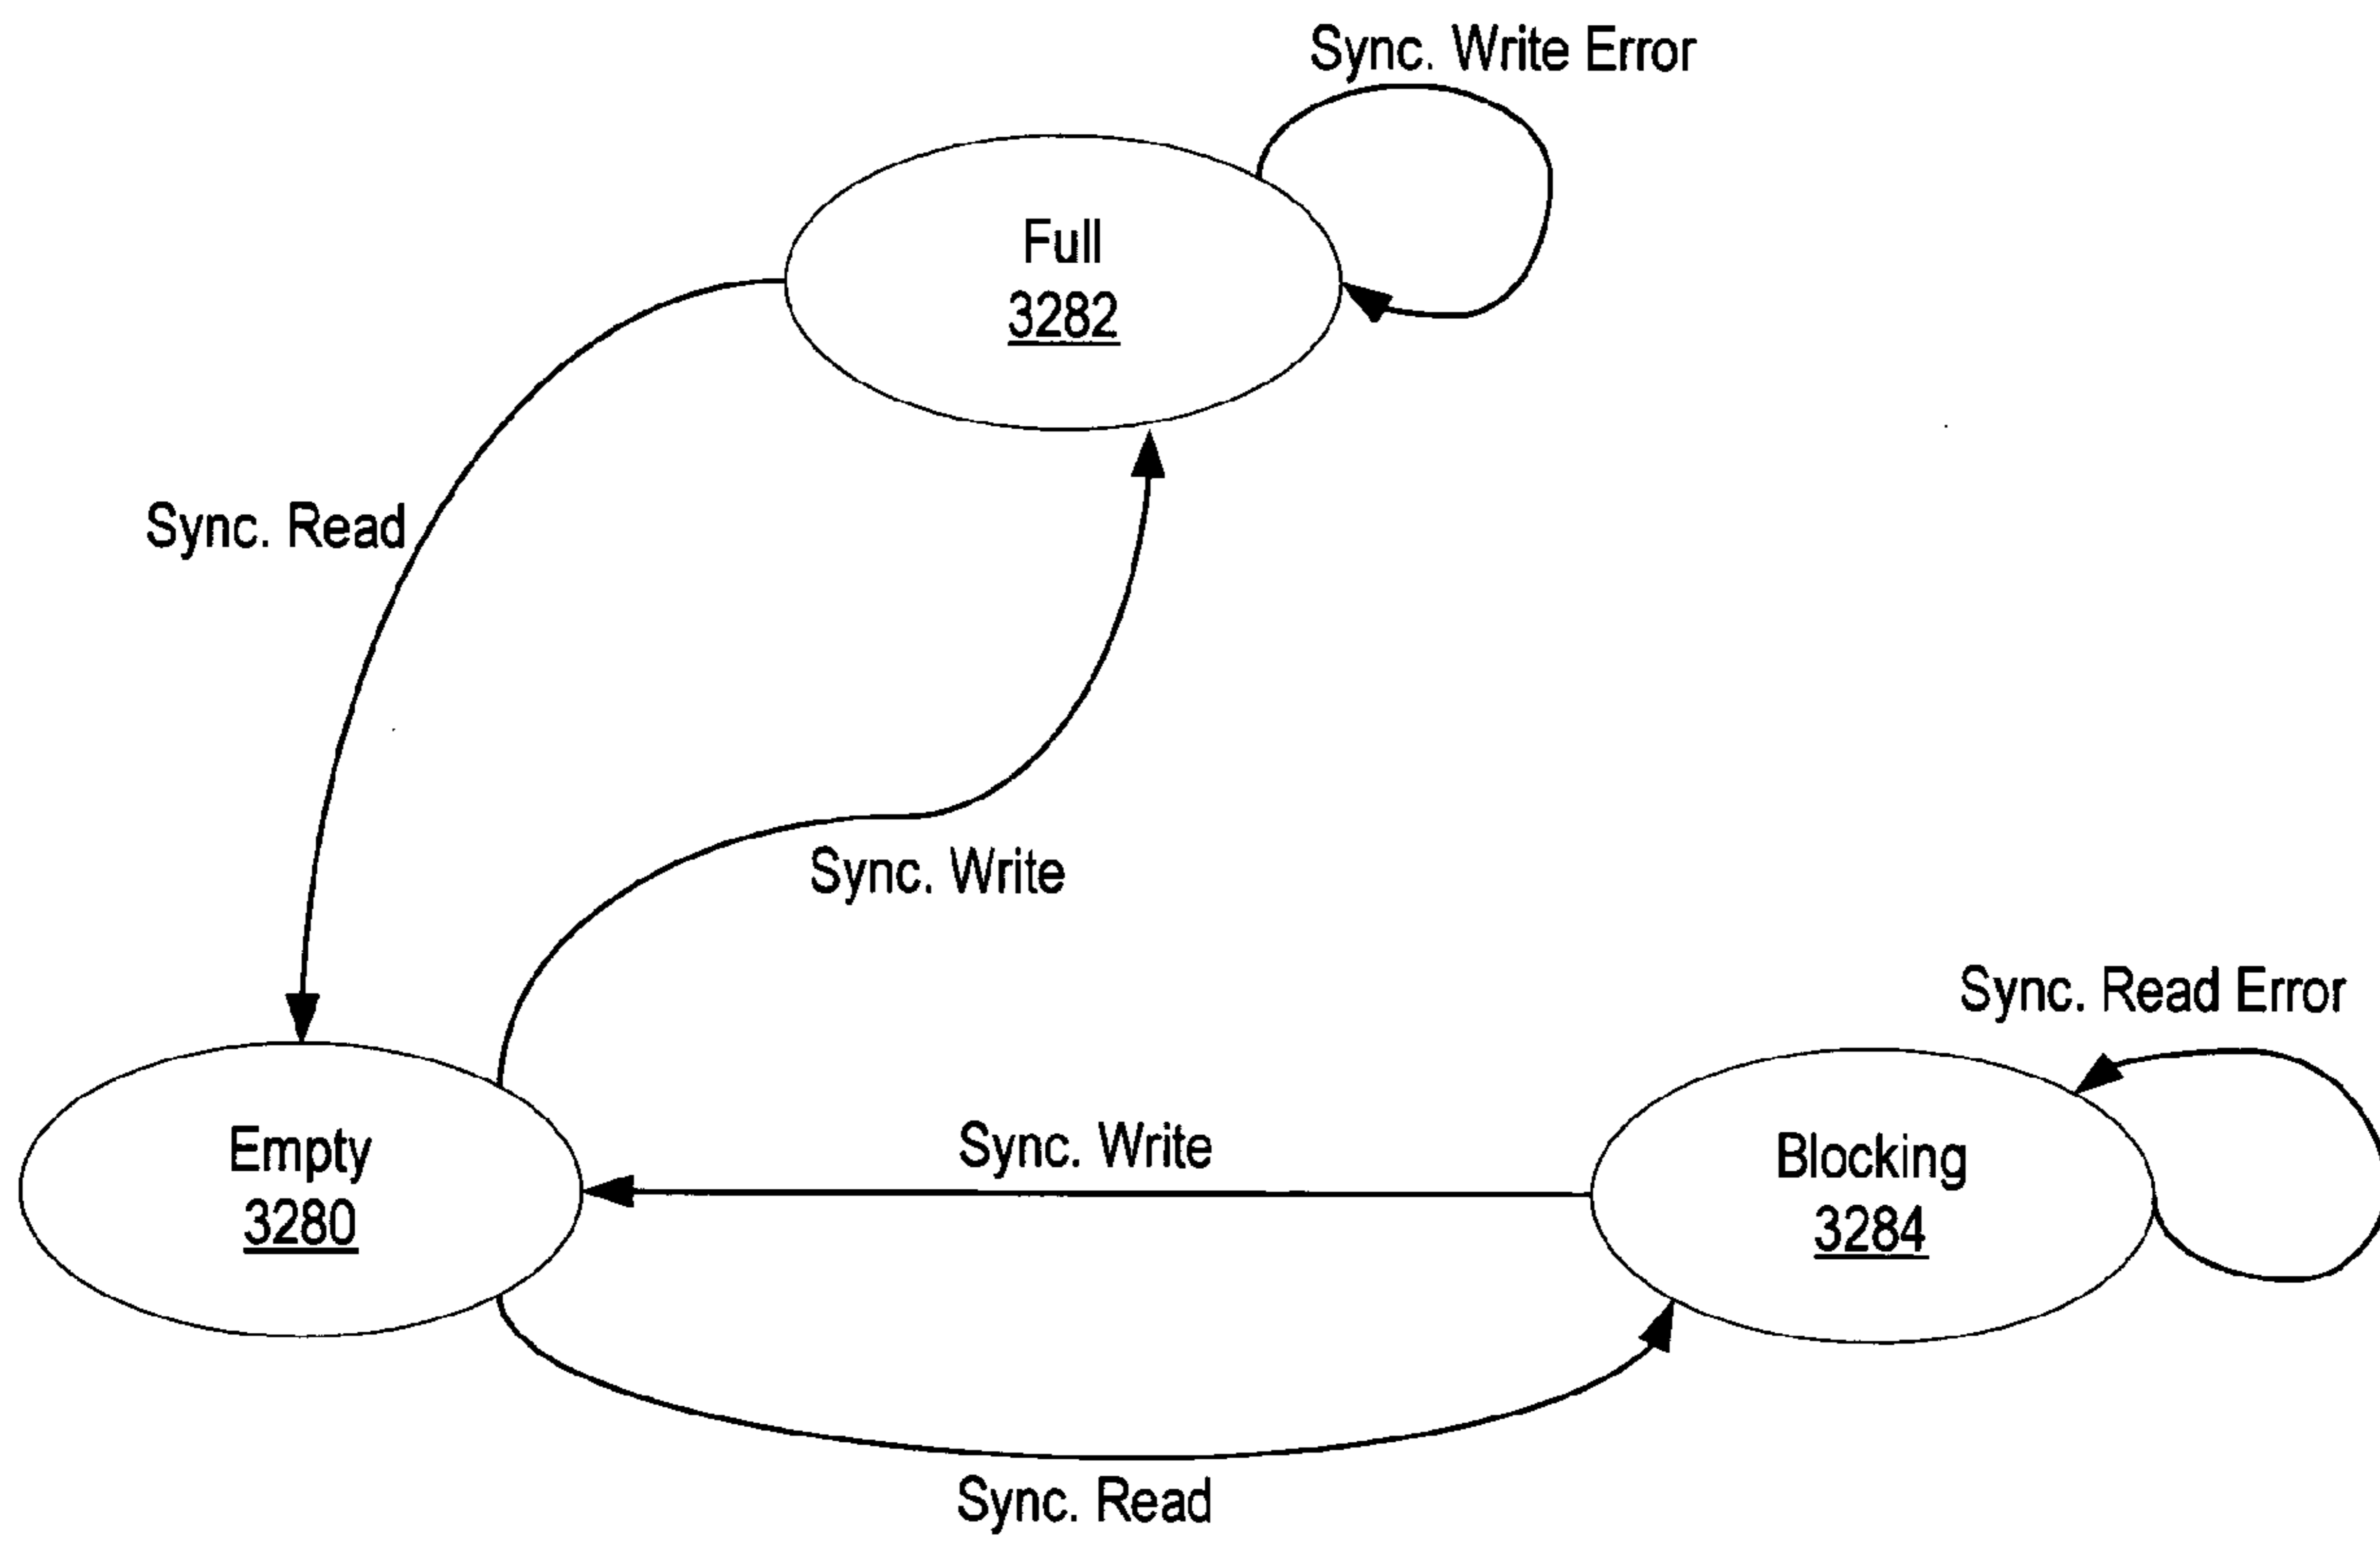 Sync. Write Error
Full
3282
Sync. Read
Sync. Write
Sync. Read Error
Empty
3280
Sync. Write
Blocking
3284
Sync. Read